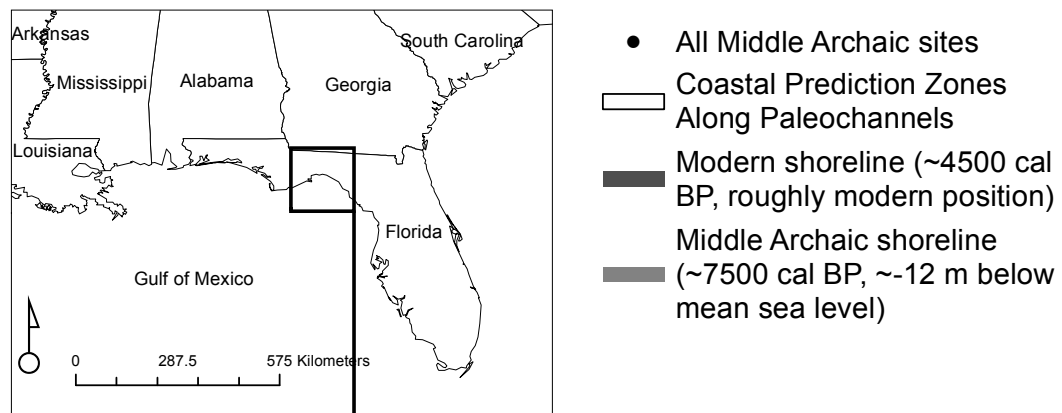 Arkansas
South Carolina
Mississippi
Alabama
Georgia
Louisiana
Florida
Gulf of Mexico
0 287.5 575 Kilometers
All Middle Archaic sites
Coastal Prediction Zones
Along Paleochannels
Modern shoreline (~4500 cal
BP, roughly modern position)
Middle Archaic shoreline
(~7500 cal BP, ~-12 m below
mean sea level)